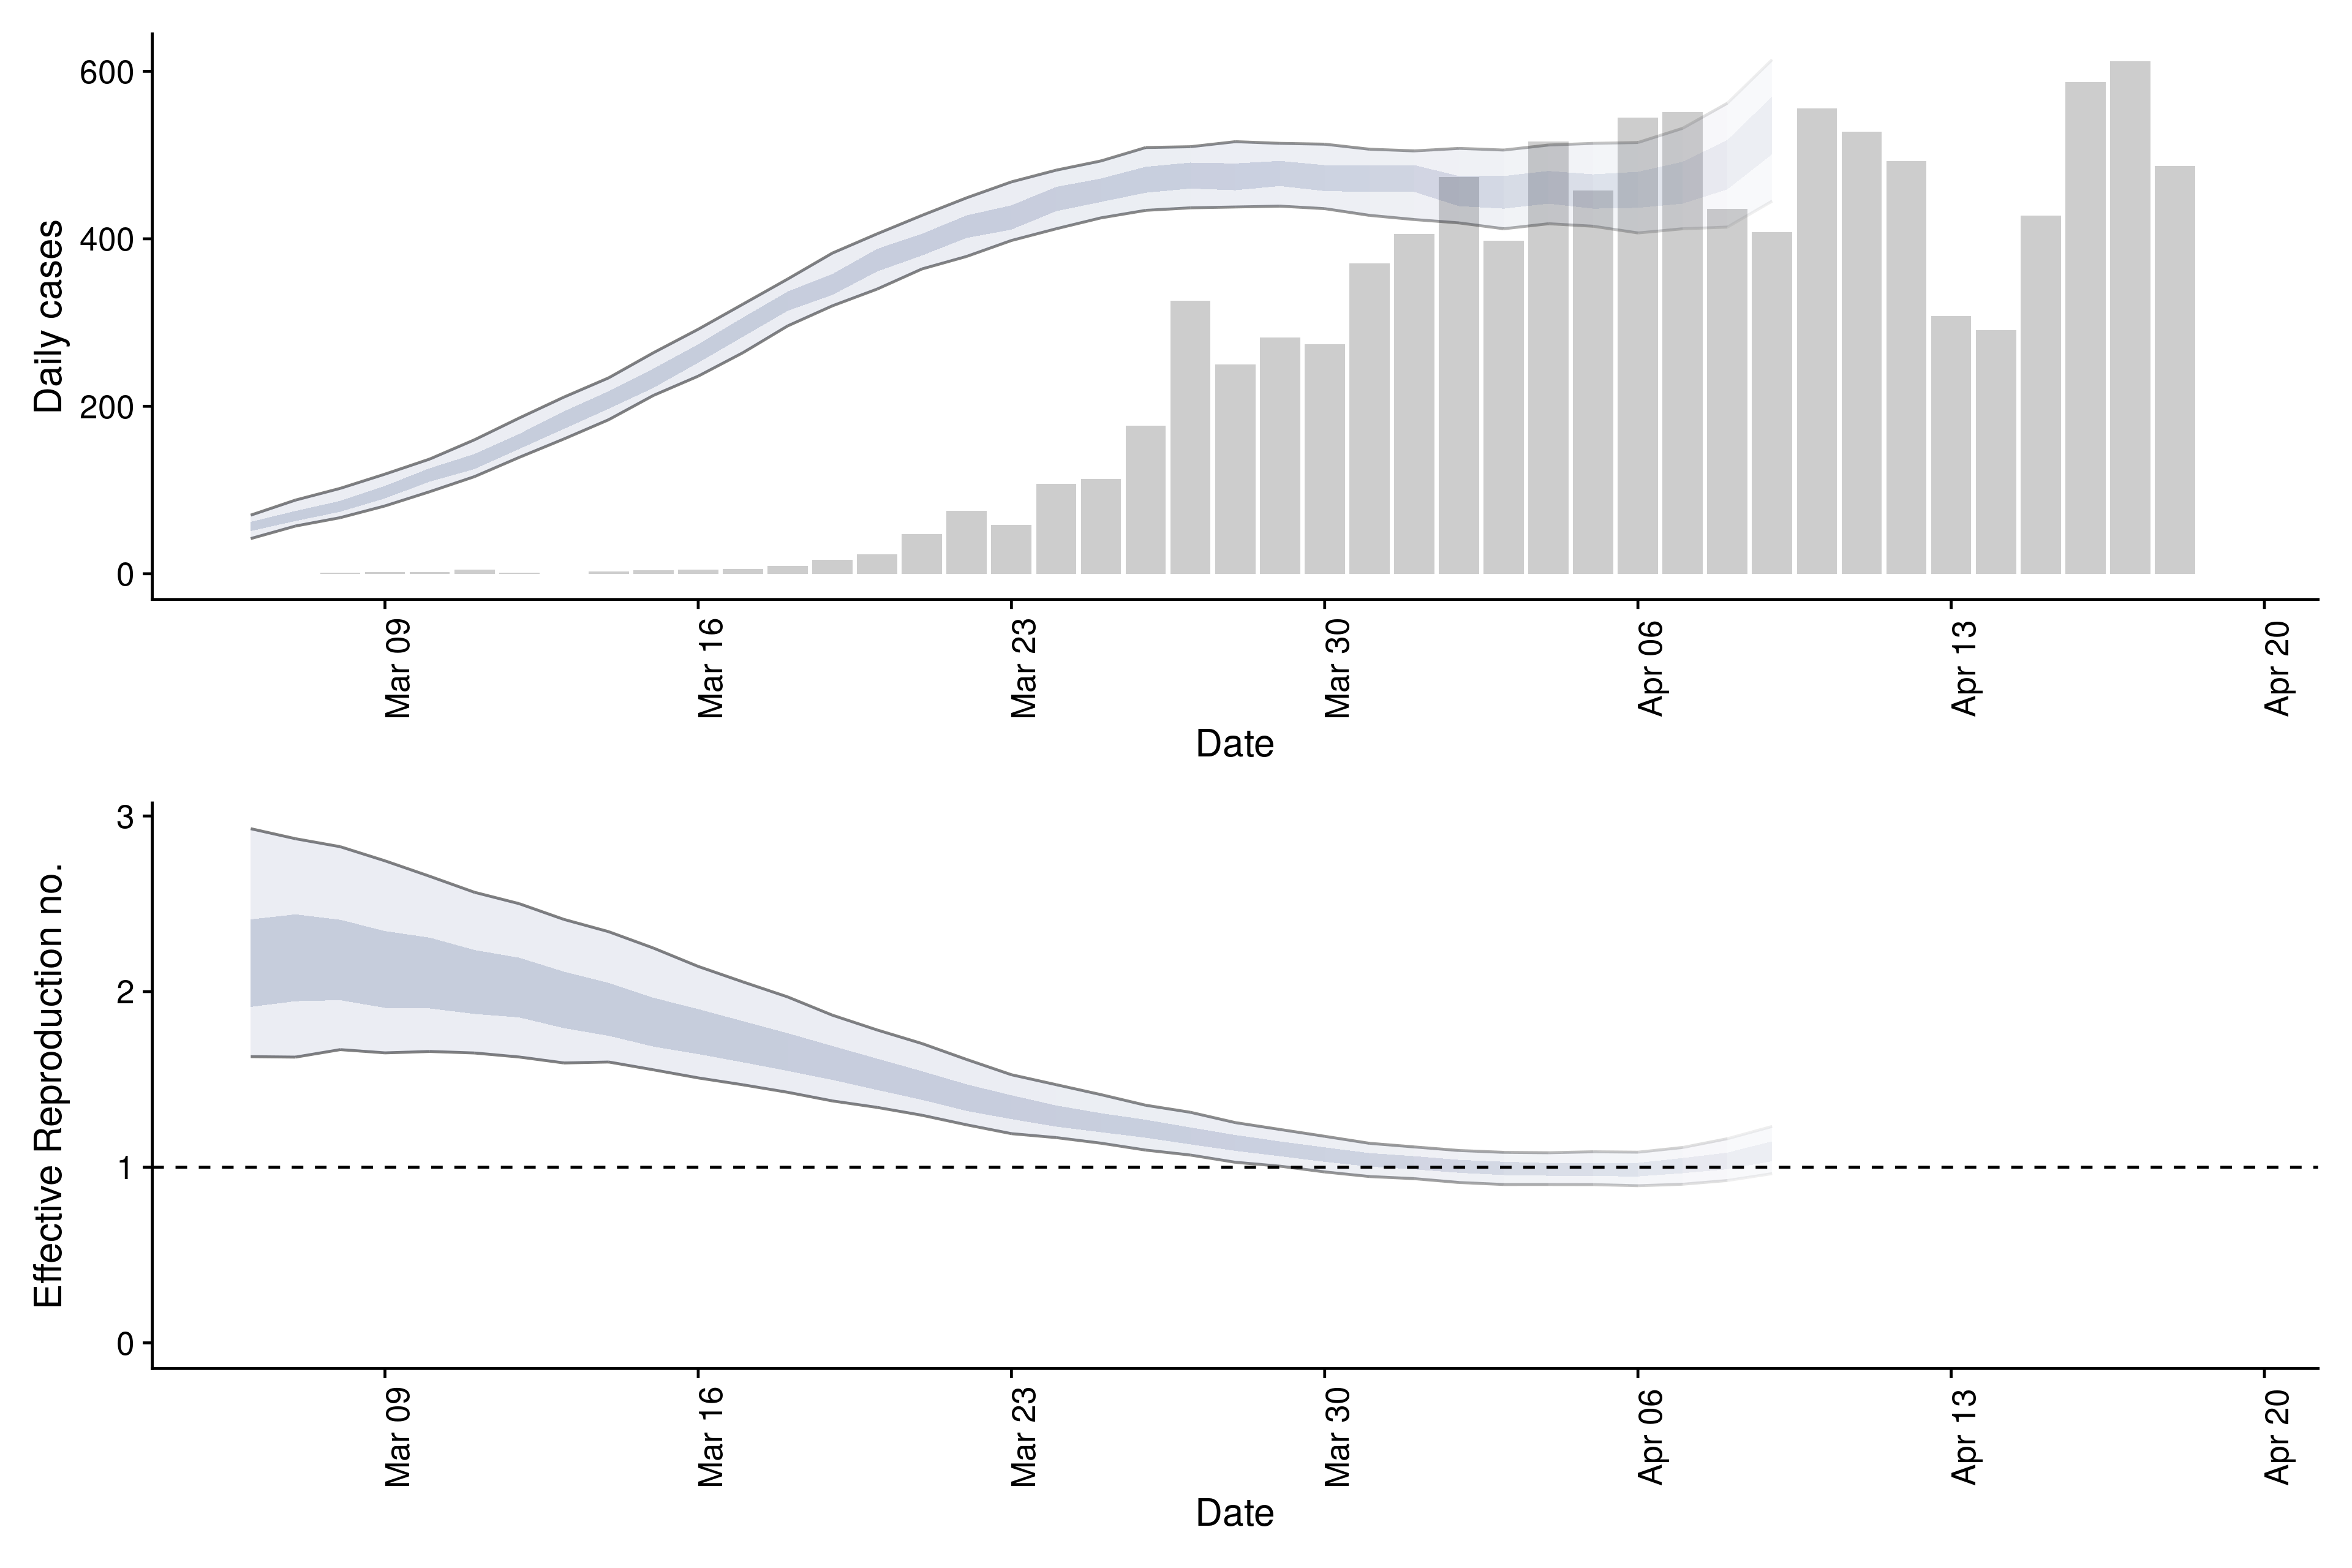 Daily cases
600
400
200
0
Mar 09
Mar 16
Mar 23
Mar 30
Apr 06
Apr 13
Apr 20
Date
Effective Reproduction no.
3
2
1
0
Mar 09
Mar 16
Mar 23
Mar 30
Apr 06
Apr 13
Apr 20
Date